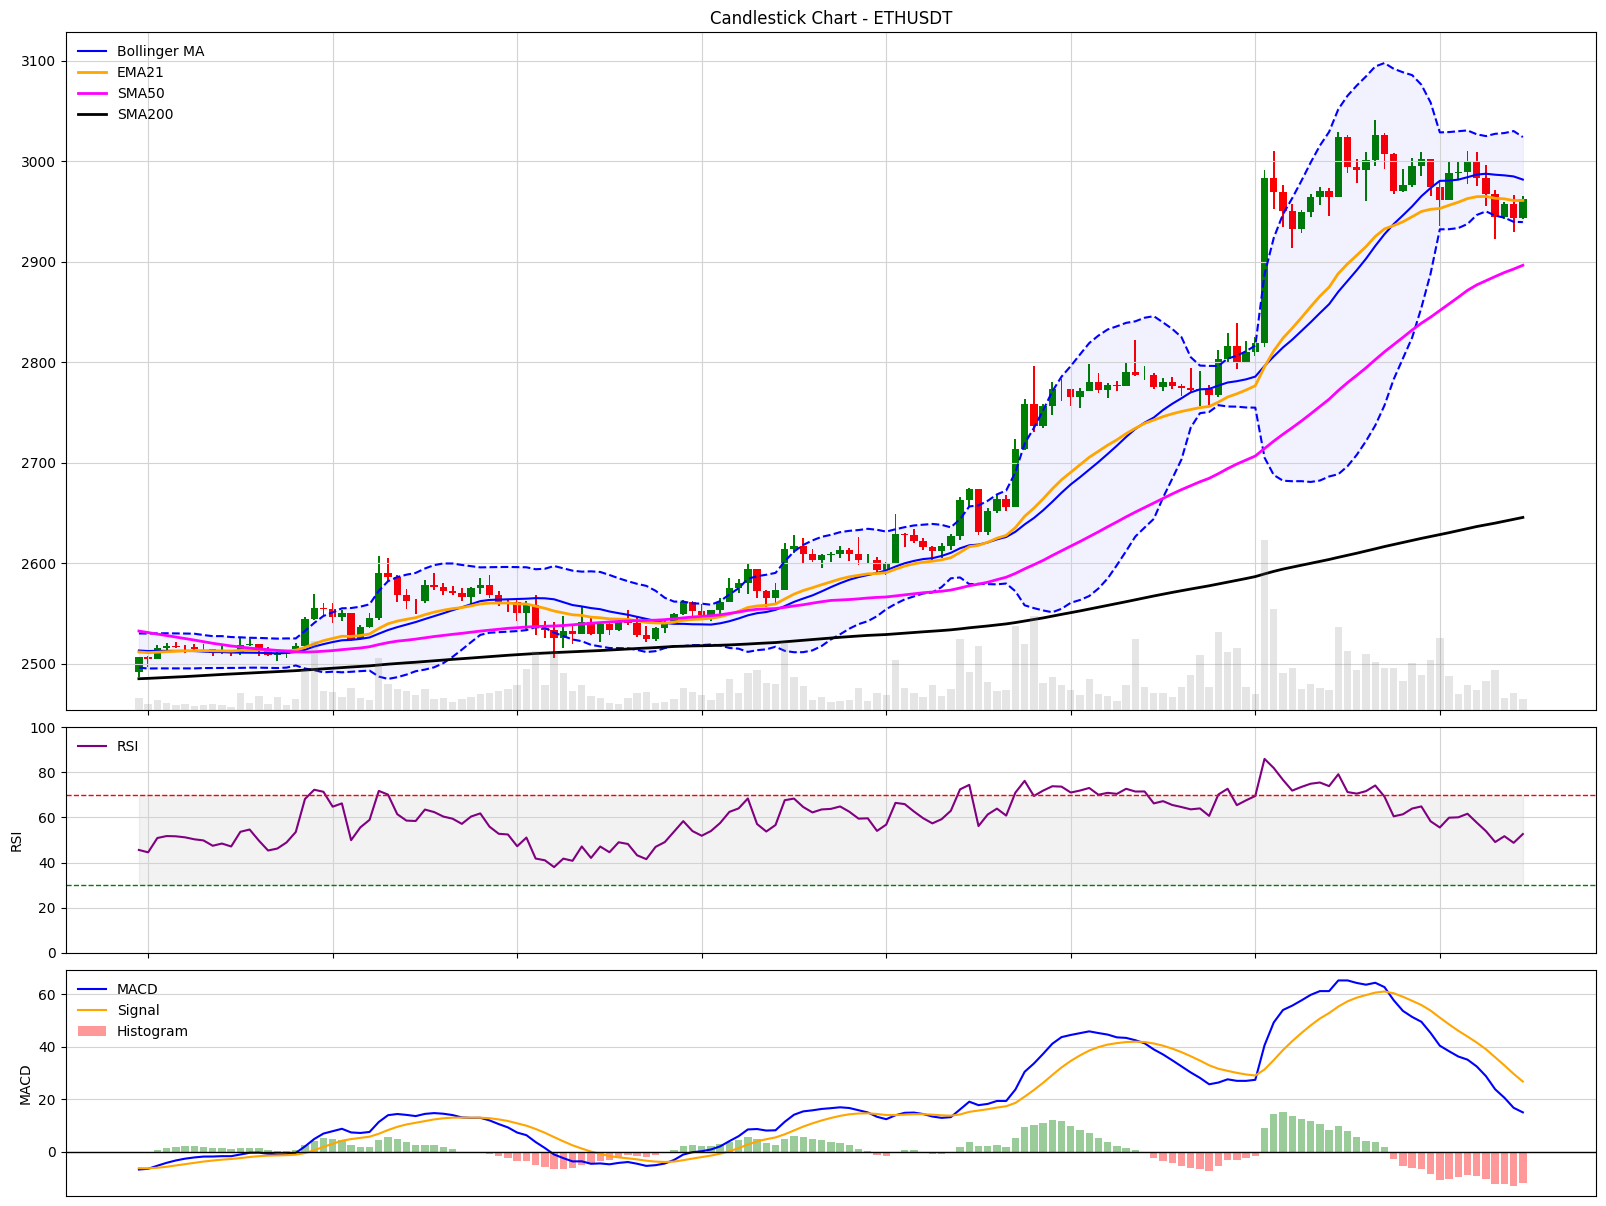 Candlestick Chart - ETHUSDT
Bollinger MA
EMA21
SMA50
SMA200
3100
3000
2900
2800
2700
2600
2500
RSI
100
80
60
40
20
0
RSI
MACD
Signal
Histogram
60
40
20
0
MACD